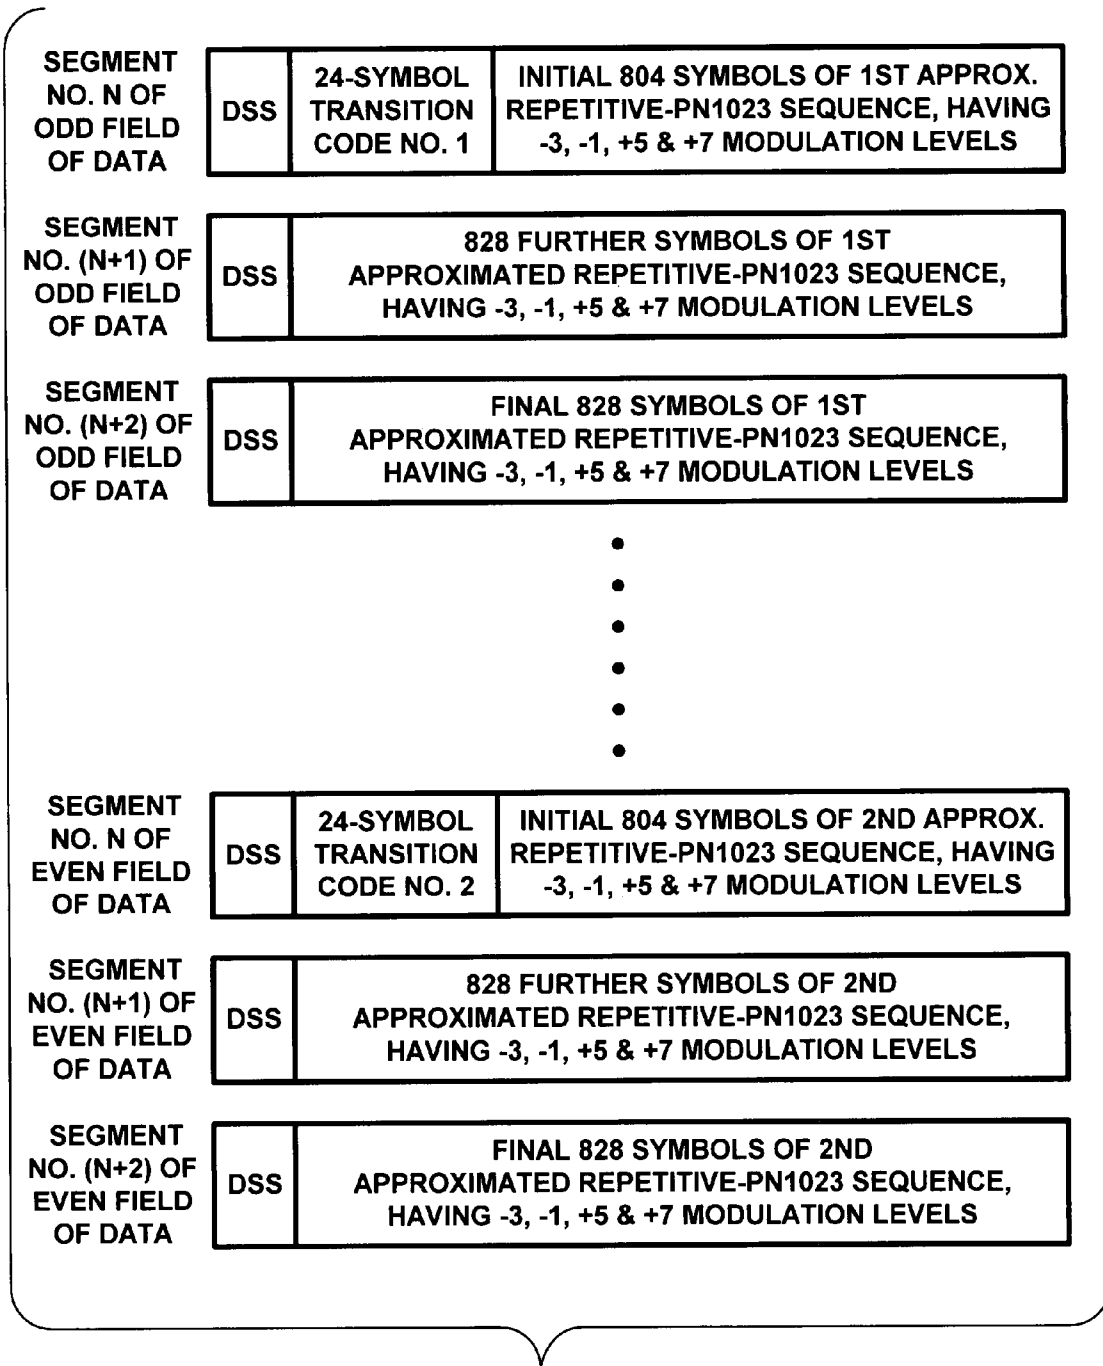 SEGMENT
NO. N OF
ODD FIELD
OF DATA
DSS
24-SYMBOL
TRANSITION
CODE NO. 1
INITIAL 804 SYMBOLS OF 1ST APPROX.
REPETITIVE-PN1023 SEQUENCE, HAVING
-3, -1, +5 & +7 MODULATION LEVELS
SEGMENT
NO. (N+1) OF
ODD FIELD
OF DATA
DSS
828 FURTHER SYMBOLS OF 1ST
APPROXIMATED REPETITIVE-PN1023 SEQUENCE,
HAVING -3, -1, +5 & +7 MODULATION LEVELS
SEGMENT
NO. (N+2) OF
ODD FIELD
OF DATA
DSS
FINAL 828 SYMBOLS OF 1ST
APPROXIMATED REPETITIVE-PN1023 SEQUENCE,
HAVING -3, -1, +5 & +7 MODULATION LEVELS
SEGMENT
NO. N OF
EVEN FIELD
OF DATA
DSS
24-SYMBOL
TRANSITION
CODE NO. 2
INITIAL 804 SYMBOLS OF 2ND APPROX.
REPETITIVE-PN1023 SEQUENCE, HAVING
-3, -1, +5 & +7 MODULATION LEVELS
SEGMENT
NO. (N+1) OF
EVEN FIELD
OF DATA
DSS
828 FURTHER SYMBOLS OF 2ND
APPROXIMATED REPETITIVE-PN1023 SEQUENCE,
HAVING -3, -1, +5 & +7 MODULATION LEVELS
SEGMENT
NO. (N+2) OF
EVEN FIELD
OF DATA
DSS
FINAL 828 SYMBOLS OF 2ND
APPROXIMATED REPETITIVE-PN1023 SEQUENCE,
HAVING -3, -1, +5 & +7 MODULATION LEVELS